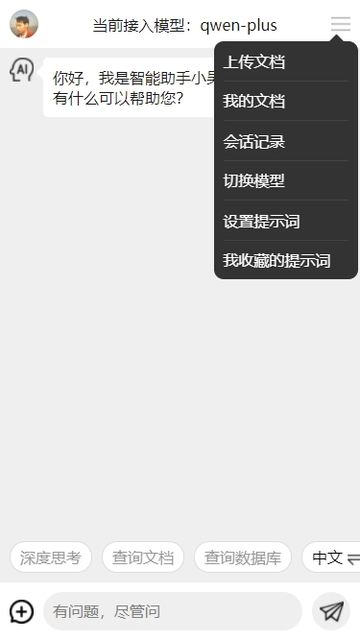 当前接入模型：qwen-plus
AI
你好，我是智能助手小
有什么可以帮助您？
上传文档
我的文档
会话记录
切换模型
设置提示词
我收藏的提示词
深度思考
查询文档
查询数据库
中文
有问题，尽管问